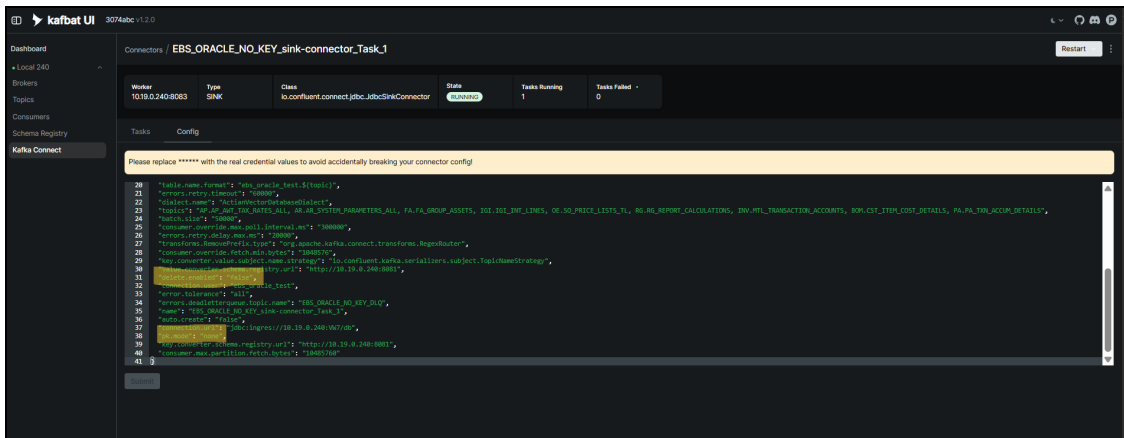 kafbat UI 3074abc v1.2.0
Dashboard
Local 240
Brokers
Topics
Consumers
Schema Registry
Kafka Connect
Connectors / EBS_ORACLE_NO_KEY_sink-connector_Task_1
Restart
Worker
10.19.0.240:8083
Type
SINK
Class
io.confluent.connect.jdbc.JdbcSinkConnector
State
RUNNING
Tasks Running
1
Tasks Failed
0
Tasks Config
Please replace ****** with the real credential values to avoid accidentally breaking your connector config!
20 "table.name.format": "ebs_oracle_test.${topic}",
21 "errors.retry.timeout": "60000",
22 "dialect.name": "ActianVectorDatabaseDialect",
23 "topics": "AP.AP_AWT_TAX_RATES_ALL, AR.AR_SYSTEM_PARAMETERS_ALL, FA.FA_GROUP_ASSETS, IGI.IGI_INT_LINES, OE.SO_PRICE_LISTS_TL, RG.RG_REPORT_CALCULATIONS, INV.MTL_TRANSACTION_ACCOUNTS, BOM.CST_ITEM_COST_DETAILS, PA.PA_TXN_ACCUM_DETAILS",
24 "batch.size": "50000",
25 "consumer.override.max.poll.interval.ms": "300000",
26 "errors.retry.delay.max.ms": "20000",
27 "transforms.RemovePrefix.type": "org.apache.kafka.connect.transforms.RegexRouter",
28 "consumer.override.fetch.min.bytes": "1048576",
29 "key.converter.value.subject.name.strategy": "io.confluent.kafka.serializers.subject.TopicNameStrategy",
30 "value.converter.schema.registry.url": "http://10.19.0.240:8081",
31 "delete.enabled": "false",
32 "connection.user": "ebs_oracle_test",
33 "error.tolerance": "all",
34 "errors.deadletterqueue.topic.name": "EBS_ORACLE_NO_KEY_DLQ",
35 "name": "EBS_ORACLE_NO_KEY_sink-connector_Task_1",
36 "auto.create": "false",
37 "connection.url": "jdbc:ingres://10.19.0.240:VW7/db",
38 "pk.mode": "none",
39 "key.converter.schema.registry.url": "http://10.19.0.240:8081",
40 "consumer.max.partition.fetch.bytes": "10485760"
41 }
Submit